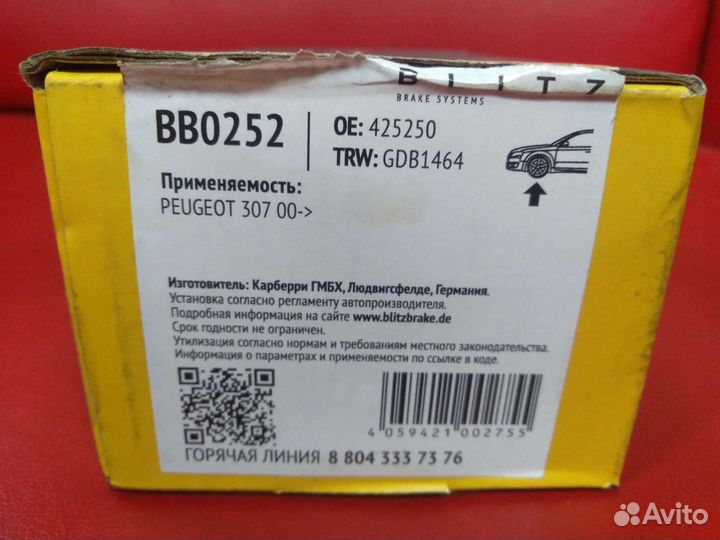 BLITZ
BRAKE SYSTEMS
BB0252
OE: 425250
TRW: GDB1464
Применяемость:
PEUGEOT 307 00->
Изготовитель: Карберри ГМБХ, Людвигсфельде, Германия.
Установка согласно регламенту автопроизводителя.
Подробная информация на сайте www.blitzbrake.de
Срок годности не ограничен.
Утилизация согласно нормам и требованиям местного законодательства.
Информация о параметрах и применяемости по ссылке в коде.
4 059421 002755
ГОРЯЧАЯ ЛИНИЯ 8 804 333 73 76
Avito